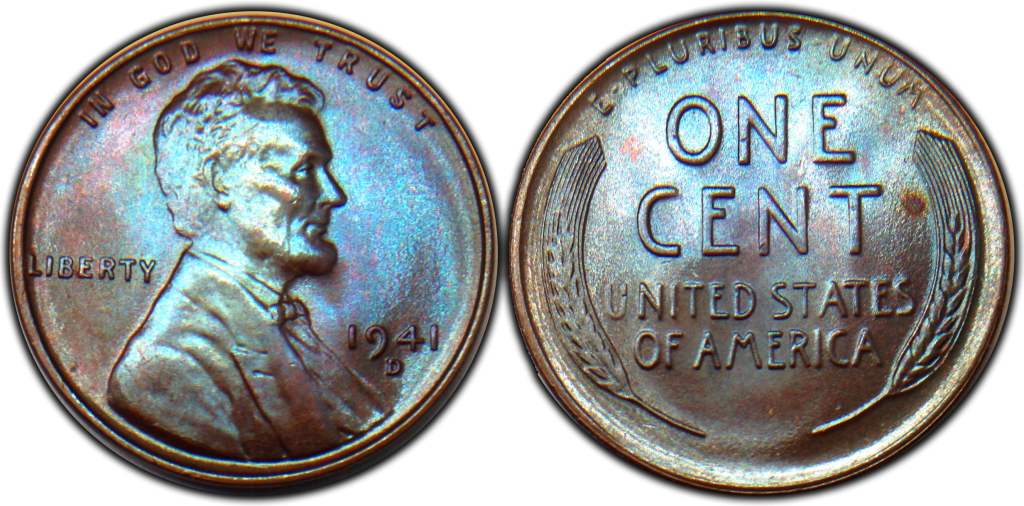 IN GOD WE TRUST
LIBERTY
1941
D
E·PLURIBUS·UNUM
ONE
CENT
UNITED STATES
OF AMERICA